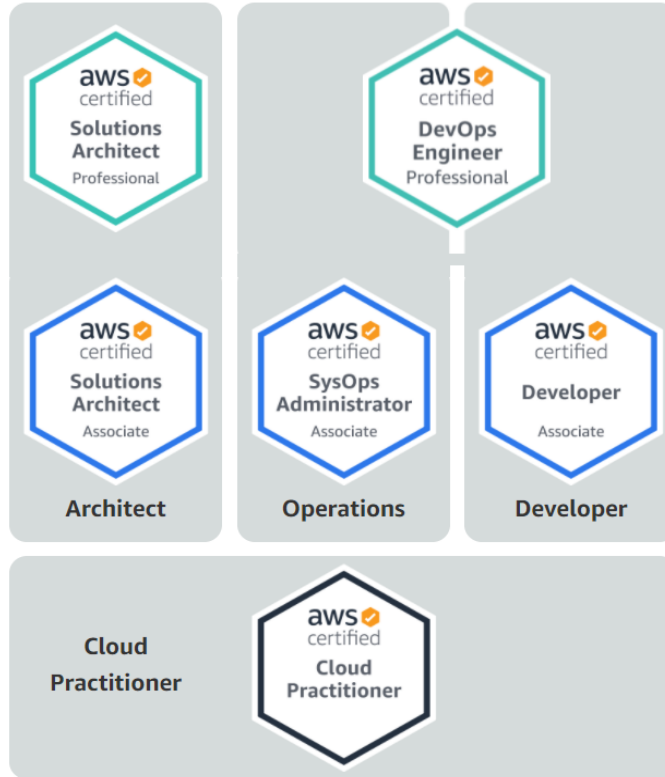 aws
certified
Solutions
Architect
Professional
aws
certified
DevOps
Engineer
Professional
aws
certified
Solutions
Architect
Associate
aws
certified
SysOps
Administrator
Associate
aws
certified
Developer
Associate
Architect
Operations
Developer
Cloud
Practitioner
aws
certified
Cloud
Practitioner